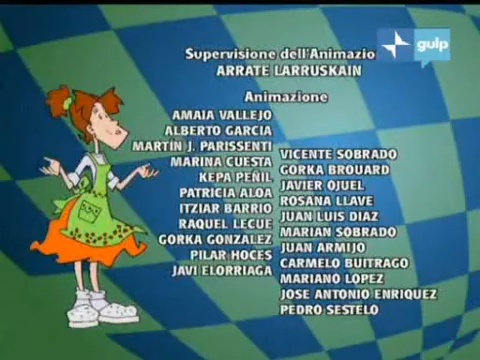 Supervisione dell'Animazio
gulp
ARRATE LARRUSKAIN
Animazione
AMAIA VALLEJO
ALBERTO GARCIA
MARTÍN J. PARISSENTI
MARINA CUESTA
KEPA PEÑIL
PATRICIA ALOA
ITZIAR BARRIO
RAQUEL LECUE
GORKA GONZALEZ
PILAR HOCES
JAVI ELORRIAGA
VICENTE SOBRADO
GORKA BROUARD
JAVIER OJUEL
ROSANA LLAVE
JUAN LUIS DIAZ
MARIAN SOBRADO
JUAN ARMIJO
CARMELO BUITRAGO
MARIANO LOPEZ
JOSE ANTONIO ENRIQUEZ
PEDRO SESTELO